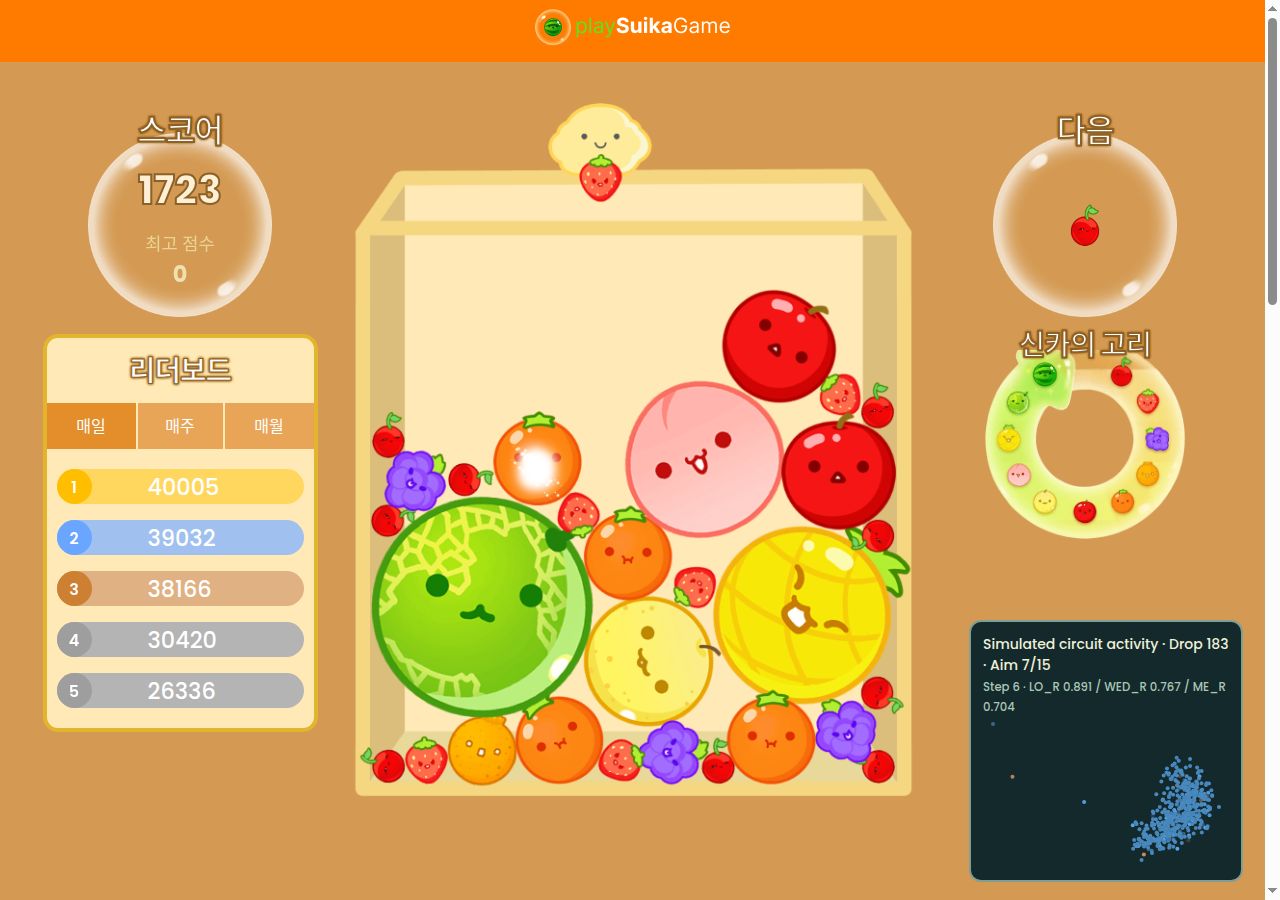 playSuikaGame
스코어
1723
최고 점수
0
리더보드
매일 매주 매월
1 40005
2 39032
3 38166
4 30420
5 26336
다음
신카의 고리
Simulated circuit activity · Drop 183
· Aim 7/15
Step 6 · LO_R 0.891 / WED_R 0.767 / ME_R
0.704